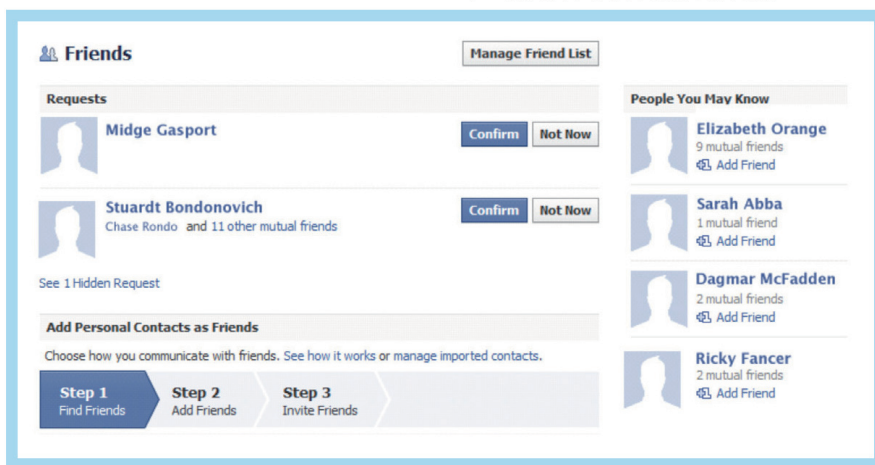 Friends
Manage Friend List
Requests
Midge Gasport
Confirm
Not Now
Stuardt Bondonovich
Chase Rondo and 11 other mutual friends
Confirm
Not Now
See 1 Hidden Request
Add Personal Contacts as Friends
Choose how you communicate with friends. See how it works or manage imported contacts.
Step 1
Find Friends
Step 2
Add Friends
Step 3
Invite Friends
People You May Know
Elizabeth Orange
9 mutual friends
Add Friend
Sarah Abba
1 mutual friend
Add Friend
Dagmar McFadden
2 mutual friends
Add Friend
Ricky Fancer
2 mutual friends
Add Friend